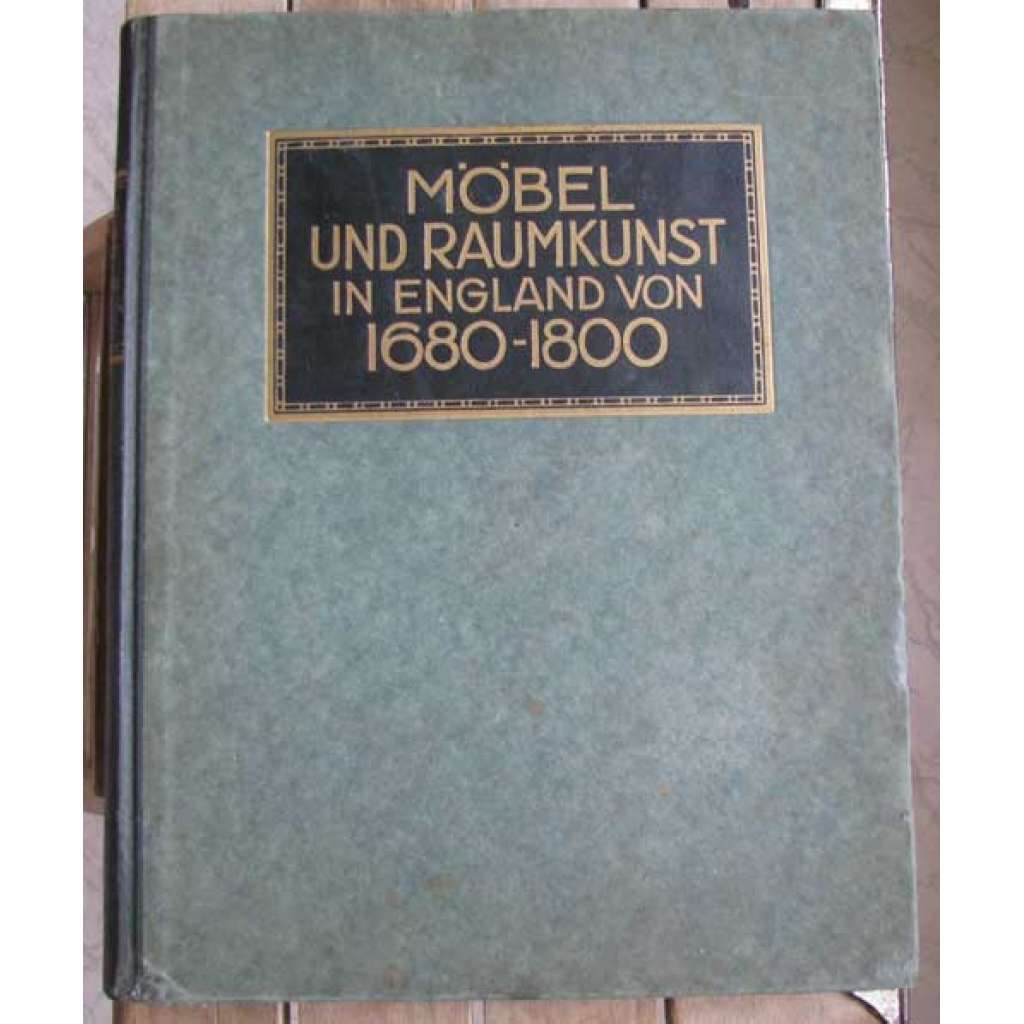 MÖBEL
UND RAUMKUNST
IN ENGLAND VON
1680-1800